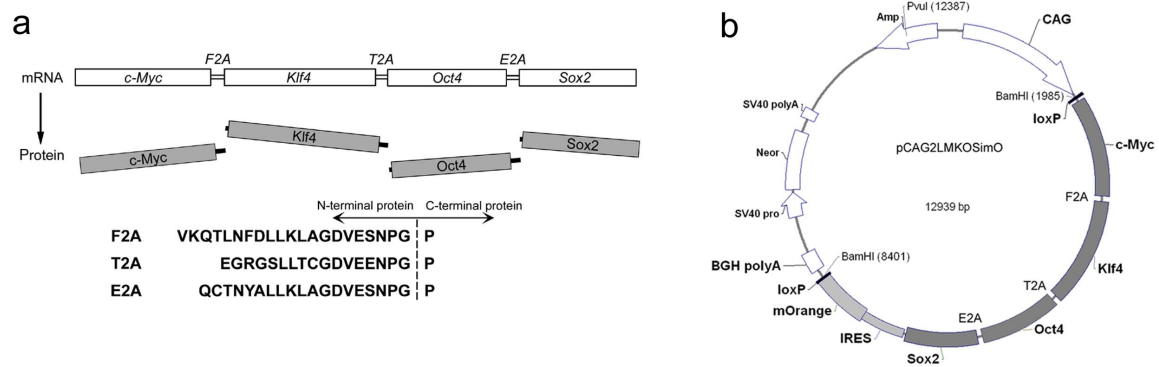 a
F2A T2A E2A
mRNA c-Myc Klf4 Oct4 Sox2
Protein c-Myc Klf4 Oct4 Sox2
N-terminal protein C-terminal protein
F2A VKQTLNFDLLKLAGDVESNPG P
T2A EGRGSLLTCGDVEENPG P
E2A QCTNYALLKLAGDVESNPG P
b
PvuI (12387)
Amp
CAG
BamHI (1985)
loxP
SV40 polyA
c-Myc
pCAG2LMKOSimO
Neor
F2A
12939 bp
SV40 pro
BamHI (8401)
BGH polyA
Klf4
loxP
T2A
mOrange
E2A
Oct4
IRES
Sox2